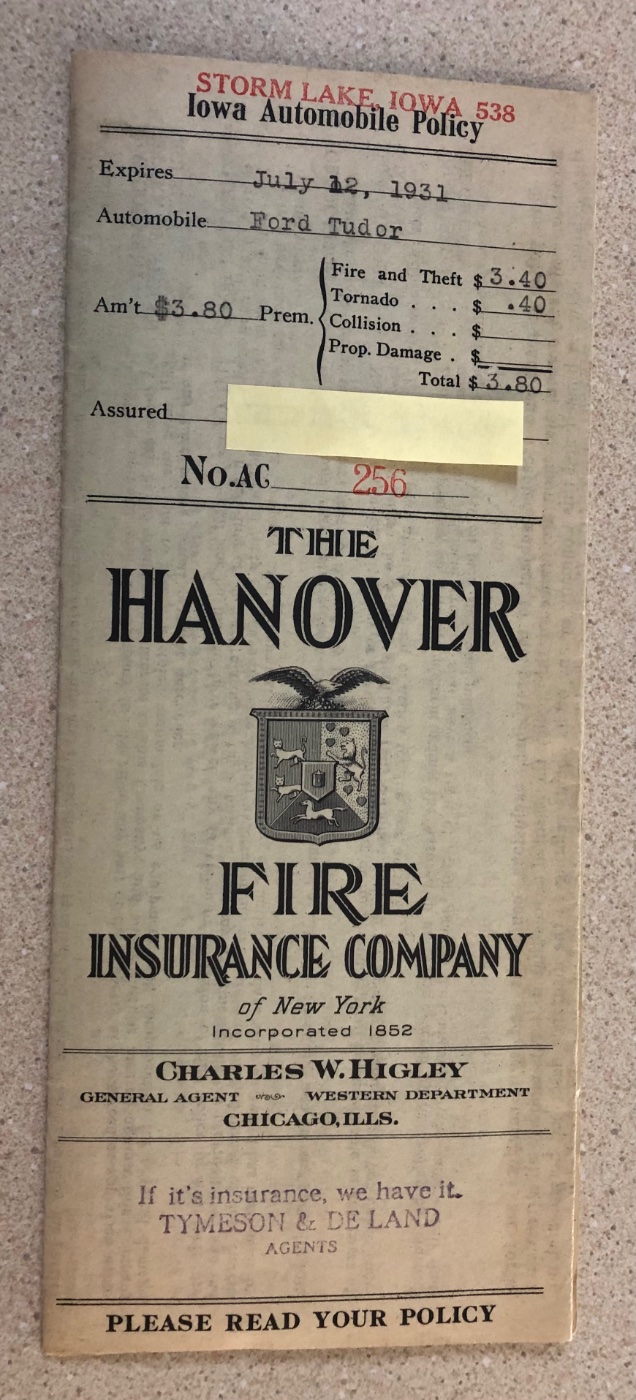 STORM LAKE, IOWA 538
Iowa Automobile Policy
Expires July 12, 1931
Automobile Ford Tudor
Fire and Theft $ 3.40
Tornado . . . $ .40
Am't $3.80 Prem.
Collision . . . $
Prop. Damage . $
Total $ 3.80
Assured
No. AC 256
THE
HANOVER
FIRE
INSURANCE COMPANY
of New York
Incorporated 1852
CHARLES W. HIGLEY
GENERAL AGENT WESTERN DEPARTMENT
CHICAGO, ILLS.
If it's insurance, we have it.
TYMESON & DE LAND
AGENTS
PLEASE READ YOUR POLICY